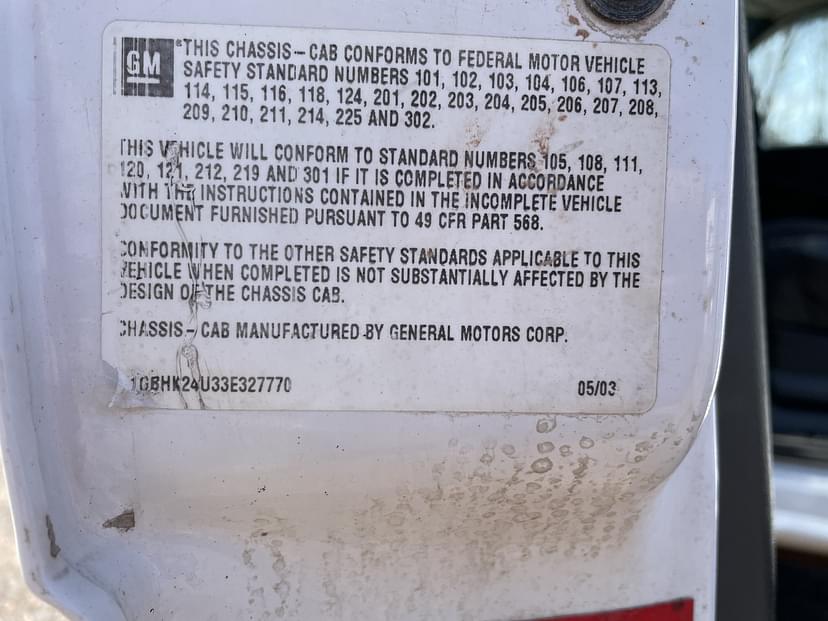 GM
THIS CHASSIS-CAB CONFORMS TO FEDERAL MOTOR VEHICLE
SAFETY STANDARD NUMBERS 101, 102, 103, 104, 106, 107, 113,
114, 115, 116, 118, 124, 201, 202, 203, 204, 205, 206, 207, 208,
209, 210, 211, 214, 225 AND 302.
THIS VEHICLE WILL CONFORM TO STANDARD NUMBERS 105, 108, 111,
120, 121, 212, 219 AND 301 IF IT IS COMPLETED IN ACCORDANCE
WITH THE INSTRUCTIONS CONTAINED IN THE INCOMPLETE VEHICLE
DOCUMENT FURNISHED PURSUANT TO 49 CFR PART 568.
CONFORMITY TO THE OTHER SAFETY STANDARDS APPLICABLE TO THIS
VEHICLE WHEN COMPLETED IS NOT SUBSTANTIALLY AFFECTED BY THE
DESIGN OF THE CHASSIS CAB.
CHASSIS-CAB MANUFACTURED BY GENERAL MOTORS CORP.
1GBHK24U33E327770 05/03